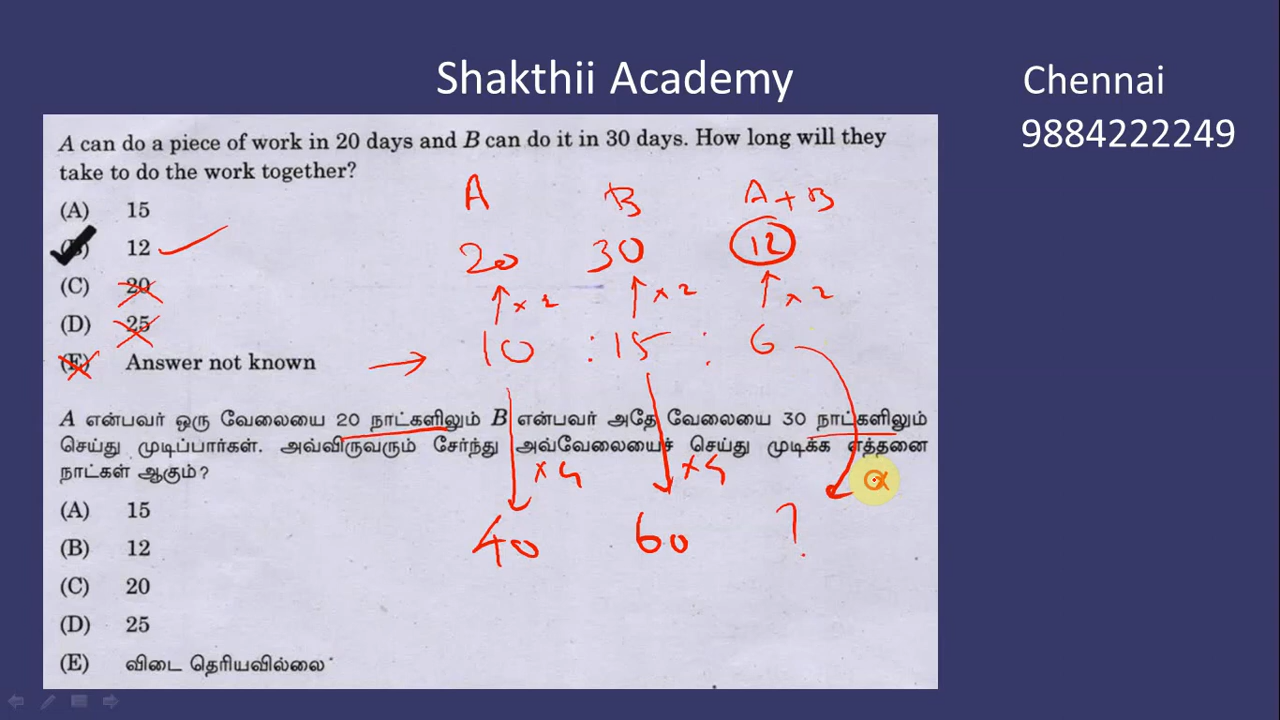 Shakthii Academy
Chennai
9884222249
A can do a piece of work in 20 days and B can do it in 30 days. How long will they
take to do the work together?
(A) 15
(B) 12
(C) 20
(D) 25
(E) Answer not known
A B A + B
20 30 12
× 2 × 2 × 2
10 : 15 : 6
A என்பவர் ஒரு வேலையை 20 நாட்களிலும் B என்பவர் அதே வேலையை 30 நாட்களிலும்
செய்து முடிப்பார்கள். அவ்விருவரும் சேர்ந்து அவ்வேலையைச் செய்து முடிக்க எத்தனை
நாட்கள் ஆகும்?
× 4 × 4
40 60 ?
(A) 15
(B) 12
(C) 20
(D) 25
(E) விடை தெரியவில்லை